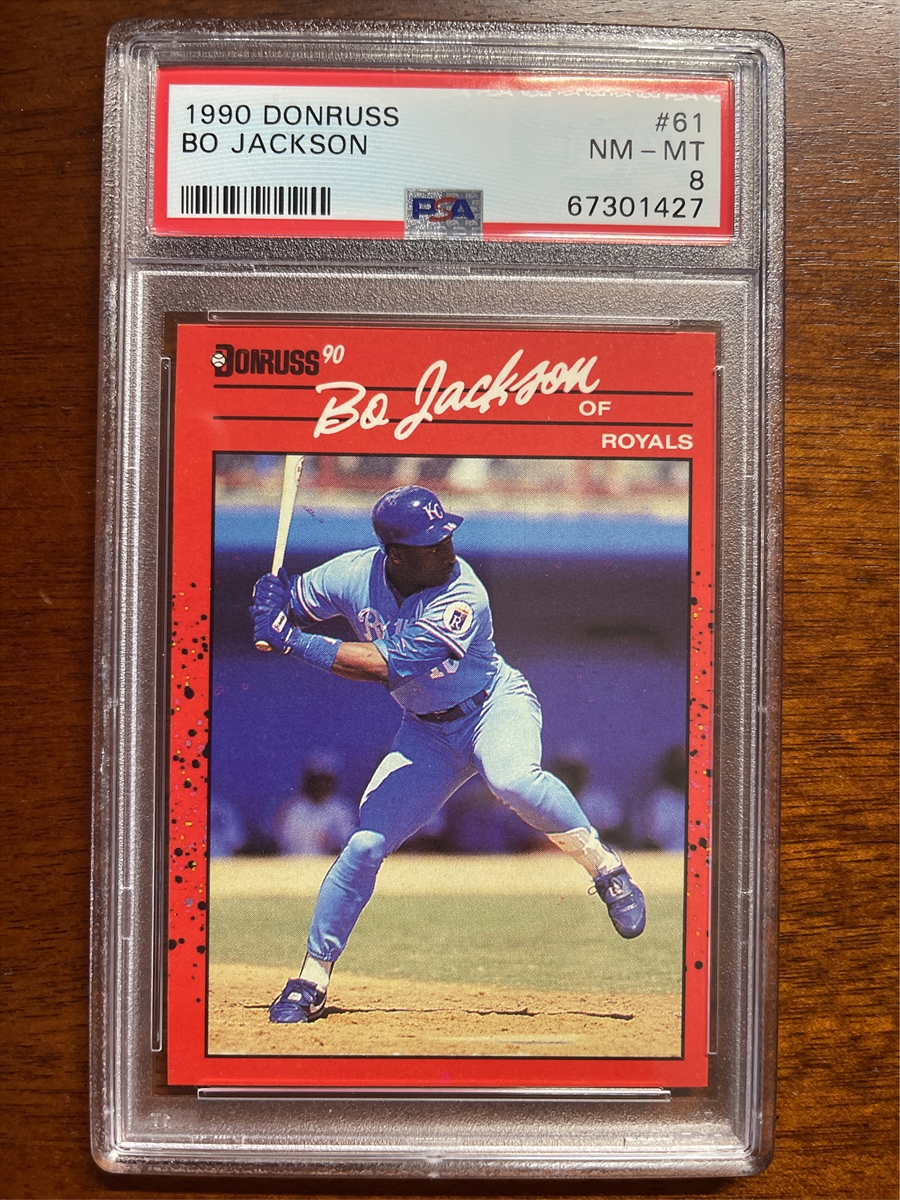 1990 DONRUSS
#61
BO JACKSON
NM - MT
8
PSA
67301427
DONRUSS 90
Bo Jackson
OF
ROYALS
KC
R